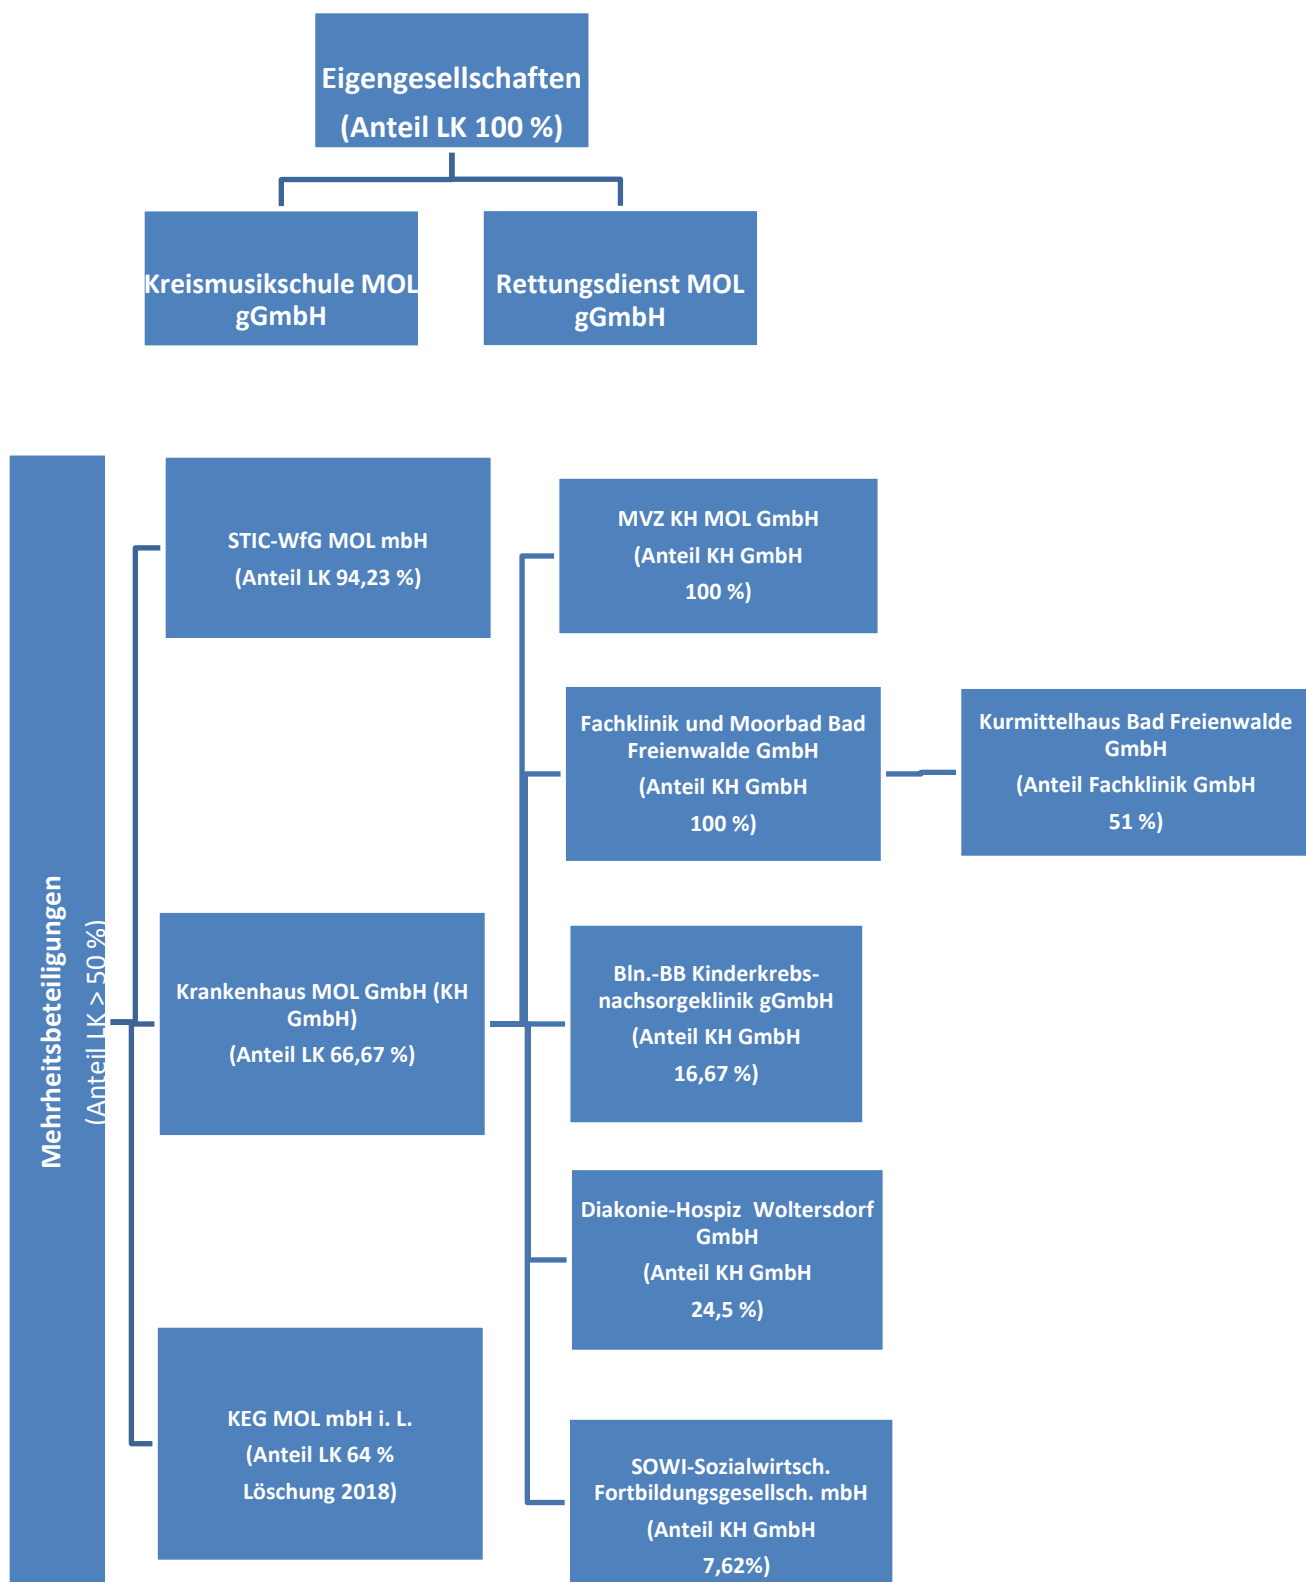 Eigengesellschaften
(Anteil LK 100 %)
Kreismusikschule MOL
gGmbH
Rettungsdienst MOL
gGmbH
Mehrheitsbeteiligungen
(Anteil LK > 50 %)
STIC-WfG MOL mbH
(Anteil LK 94,23 %)
Krankenhaus MOL GmbH (KH
GmbH)
(Anteil LK 66,67 %)
KEG MOL mbH i. L.
(Anteil LK 64 %
Löschung 2018)
MVZ KH MOL GmbH
(Anteil KH GmbH
100 %)
Fachklinik und Moorbad Bad
Freienwalde GmbH
(Anteil KH GmbH
100 %)
Kurmittelhaus Bad Freienwalde
GmbH
(Anteil Fachklinik GmbH
51 %)
Bln.-BB Kinderkrebs-
nachsorgeklinik gGmbH
(Anteil KH GmbH
16,67 %)
Diakonie-Hospiz  Woltersdorf
GmbH
(Anteil KH GmbH
24,5 %)
SOWI-Sozialwirtsch.
Fortbildungsgesellsch. mbH
(Anteil KH GmbH
7,62%)